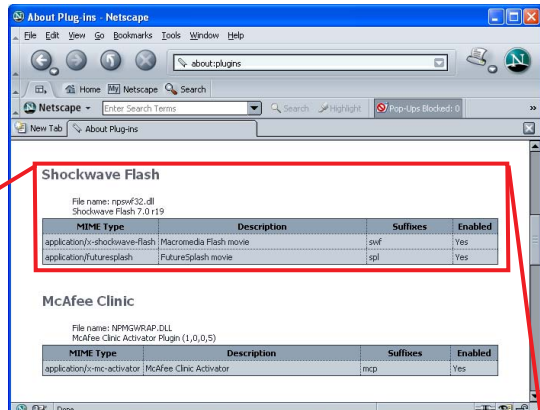 About Plug-ins - Netscape
File Edit View Go Bookmarks Tools Window Help
about:plugins
N
Home My Netscape Search
Netscape Enter Search Terms Search Highlight Pop-Ups Blocked: 0 »
New Tab About Plug-ins
Shockwave Flash
File name: npswf32.dll
Shockwave Flash 7.0 r19
MIME Type Description Suffixes Enabled
application/x-shockwave-flash Macromedia Flash movie swf Yes
application/futuresplash FutureSplash movie spl Yes
McAfee Clinic
File name: NPMGWRAP.DLL
McAfee Clinic Activator Plugin (1,0,0,5)
MIME Type Description Suffixes Enabled
application/x-mc-activator McAfee Clinic Activator mcp Yes
Done